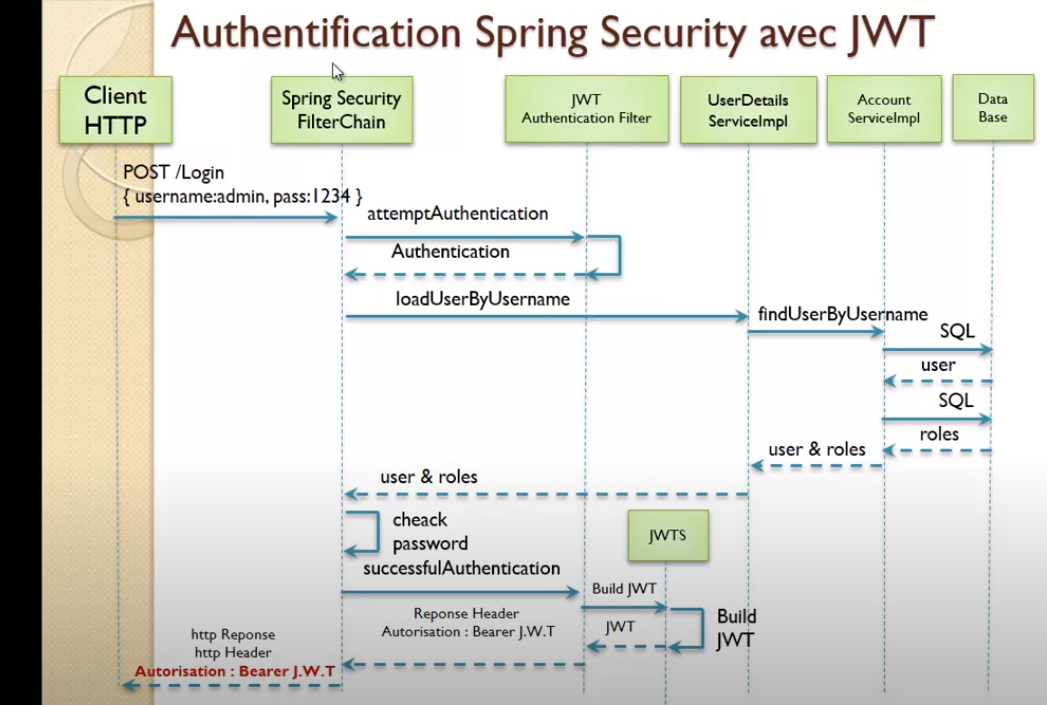 Authentification Spring Security avec JWT
Client
HTTP
Spring Security
FilterChain
JWT
Authentication Filter
UserDetails
ServiceImpl
Account
ServiceImpl
Data
Base
POST /Login
{ username:admin, pass:1234 }
attemptAuthentication
Authentication
loadUserByUsername
findUserByUsername
SQL
user
SQL
roles
user & roles
user & roles
cheack
password
JWTS
successfulAuthentication
Build JWT
Build
JWT
JWT
Reponse Header
Autorisation : Bearer J.W.T
http Reponse
http Header
Autorisation : Bearer J.W.T